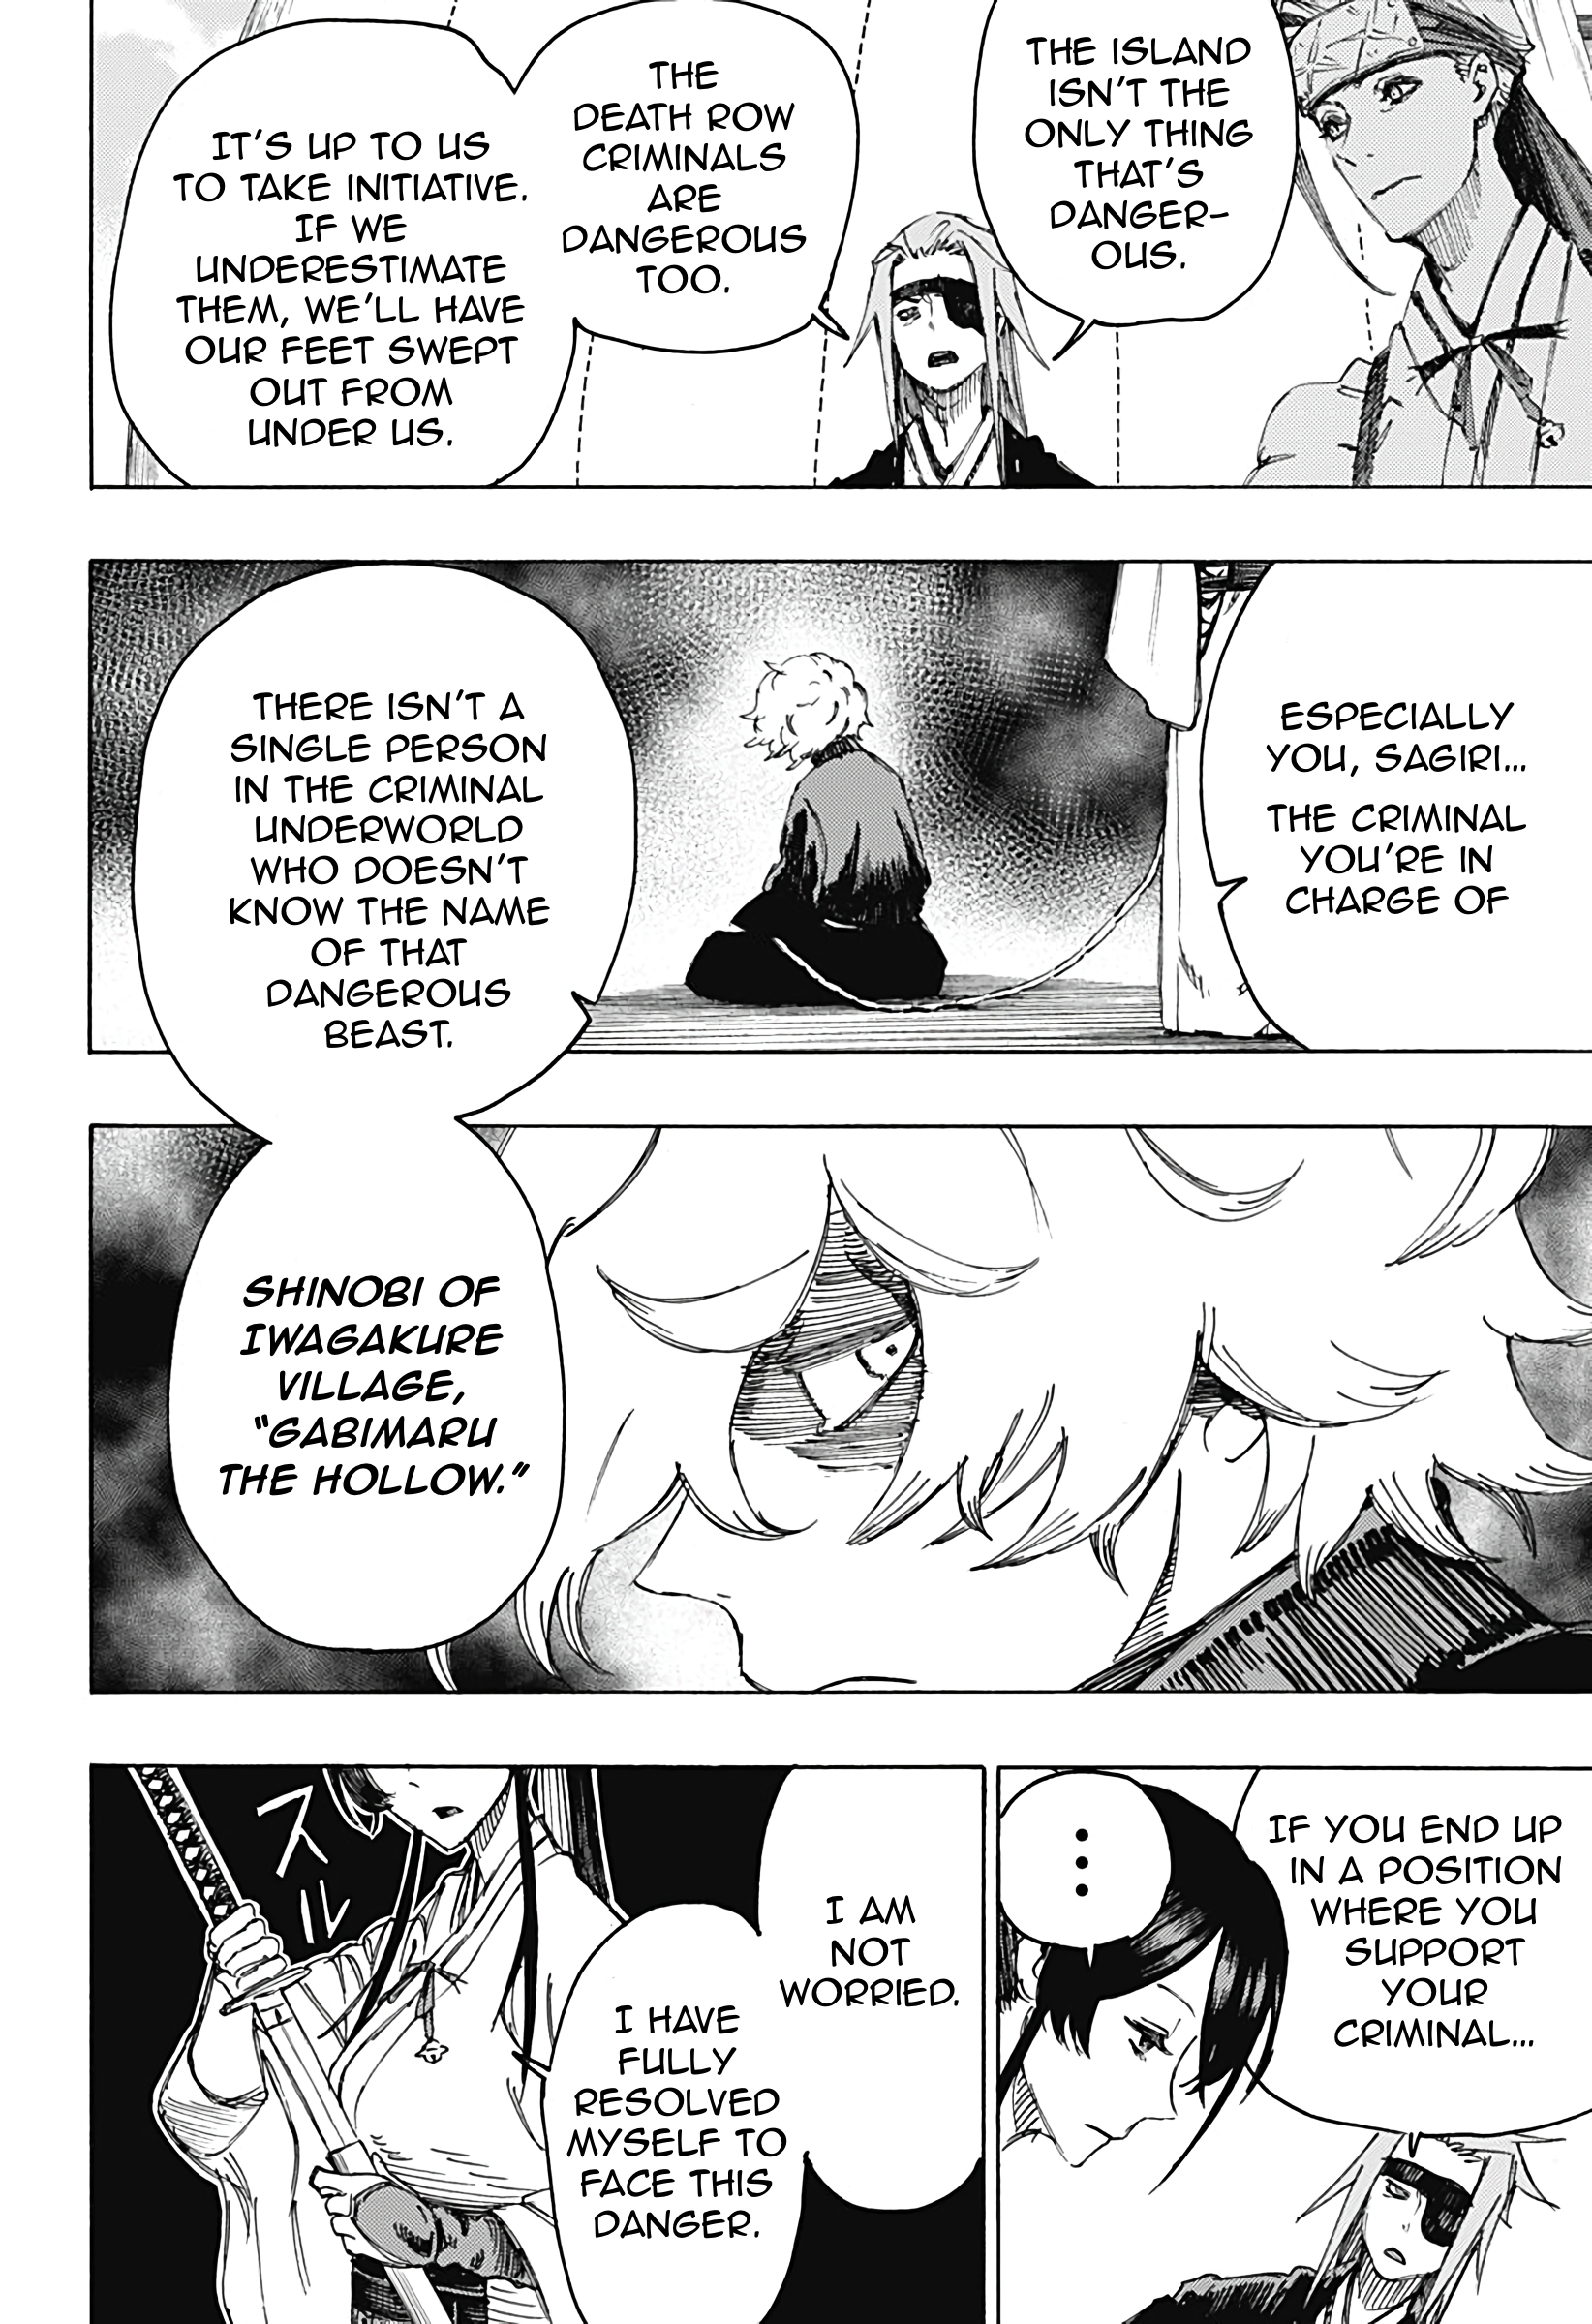 THE ISLAND
ISN'T THE
ONLY THING
THAT'S
DANGER-
OUS.
THE
DEATH ROW
CRIMINALS
ARE
DANGEROUS
TOO.
IT'S UP TO US
TO TAKE INITIATIVE.
IF WE
UNDERESTIMATE
THEM, WE'LL HAVE
OUR FEET SWEPT
OUT FROM
UNDER US.
ESPECIALLY
YOU, SAGIRI...
THE CRIMINAL
YOU'RE IN
CHARGE OF
THERE ISN'T A
SINGLE PERSON
IN THE CRIMINAL
UNDERWORLD
WHO DOESN'T
KNOW THE NAME
OF THAT
DANGEROUS
BEAST.
SHINOBI OF
IWAGAKURE
VILLAGE,
"GABIMARU
THE HOLLOW."
IF YOU END UP
IN A POSITION
WHERE YOU
SUPPORT
YOUR
CRIMINAL...
...
I AM
NOT
WORRIED.
I HAVE
FULLY
RESOLVED
MYSELF TO
FACE THIS
DANGER.
スル